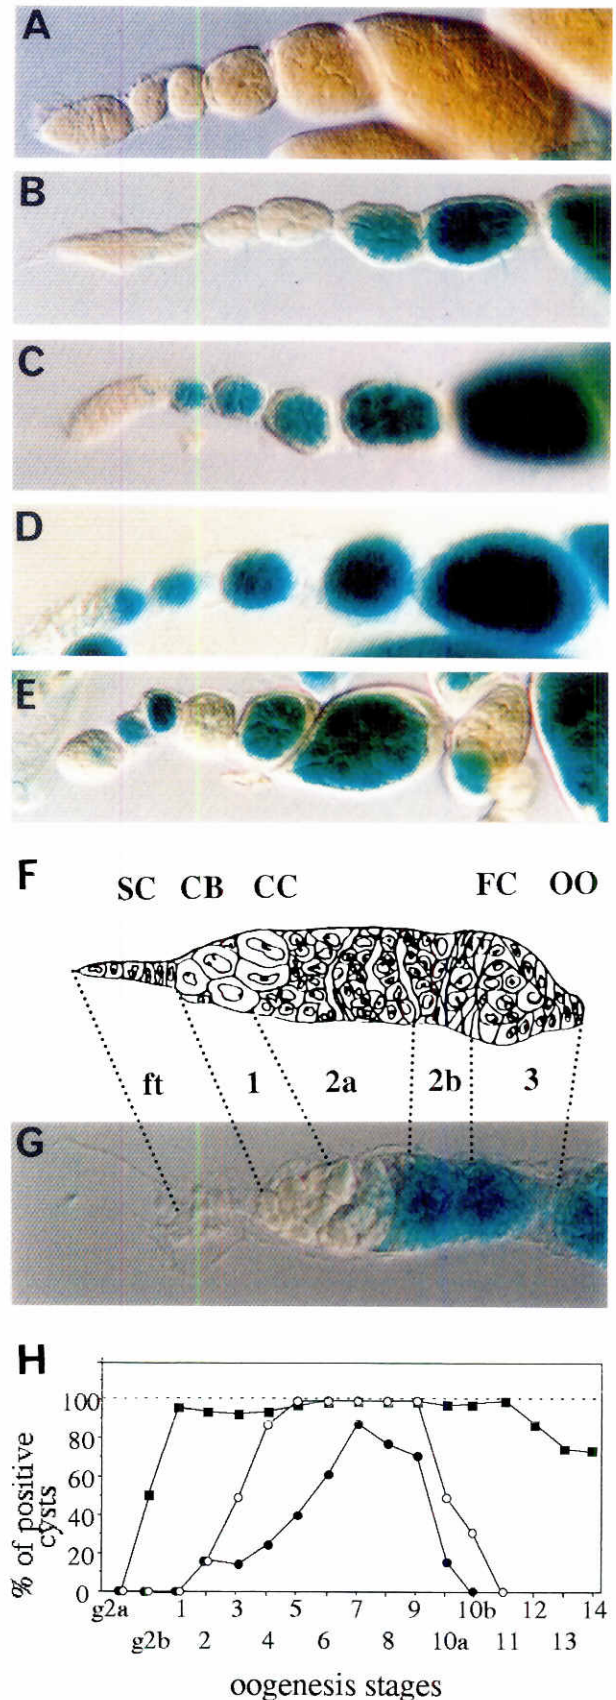 A
B
C
D
E
F
SC CB CC FC OO
ft 1 2a 2b 3
G
H
% of positive
cysts
100
80
60
40
20
0
g2a 1 3 5 7 9 10b 12 14
g2b 2 4 6 8 10a 11 13
oogenesis stages